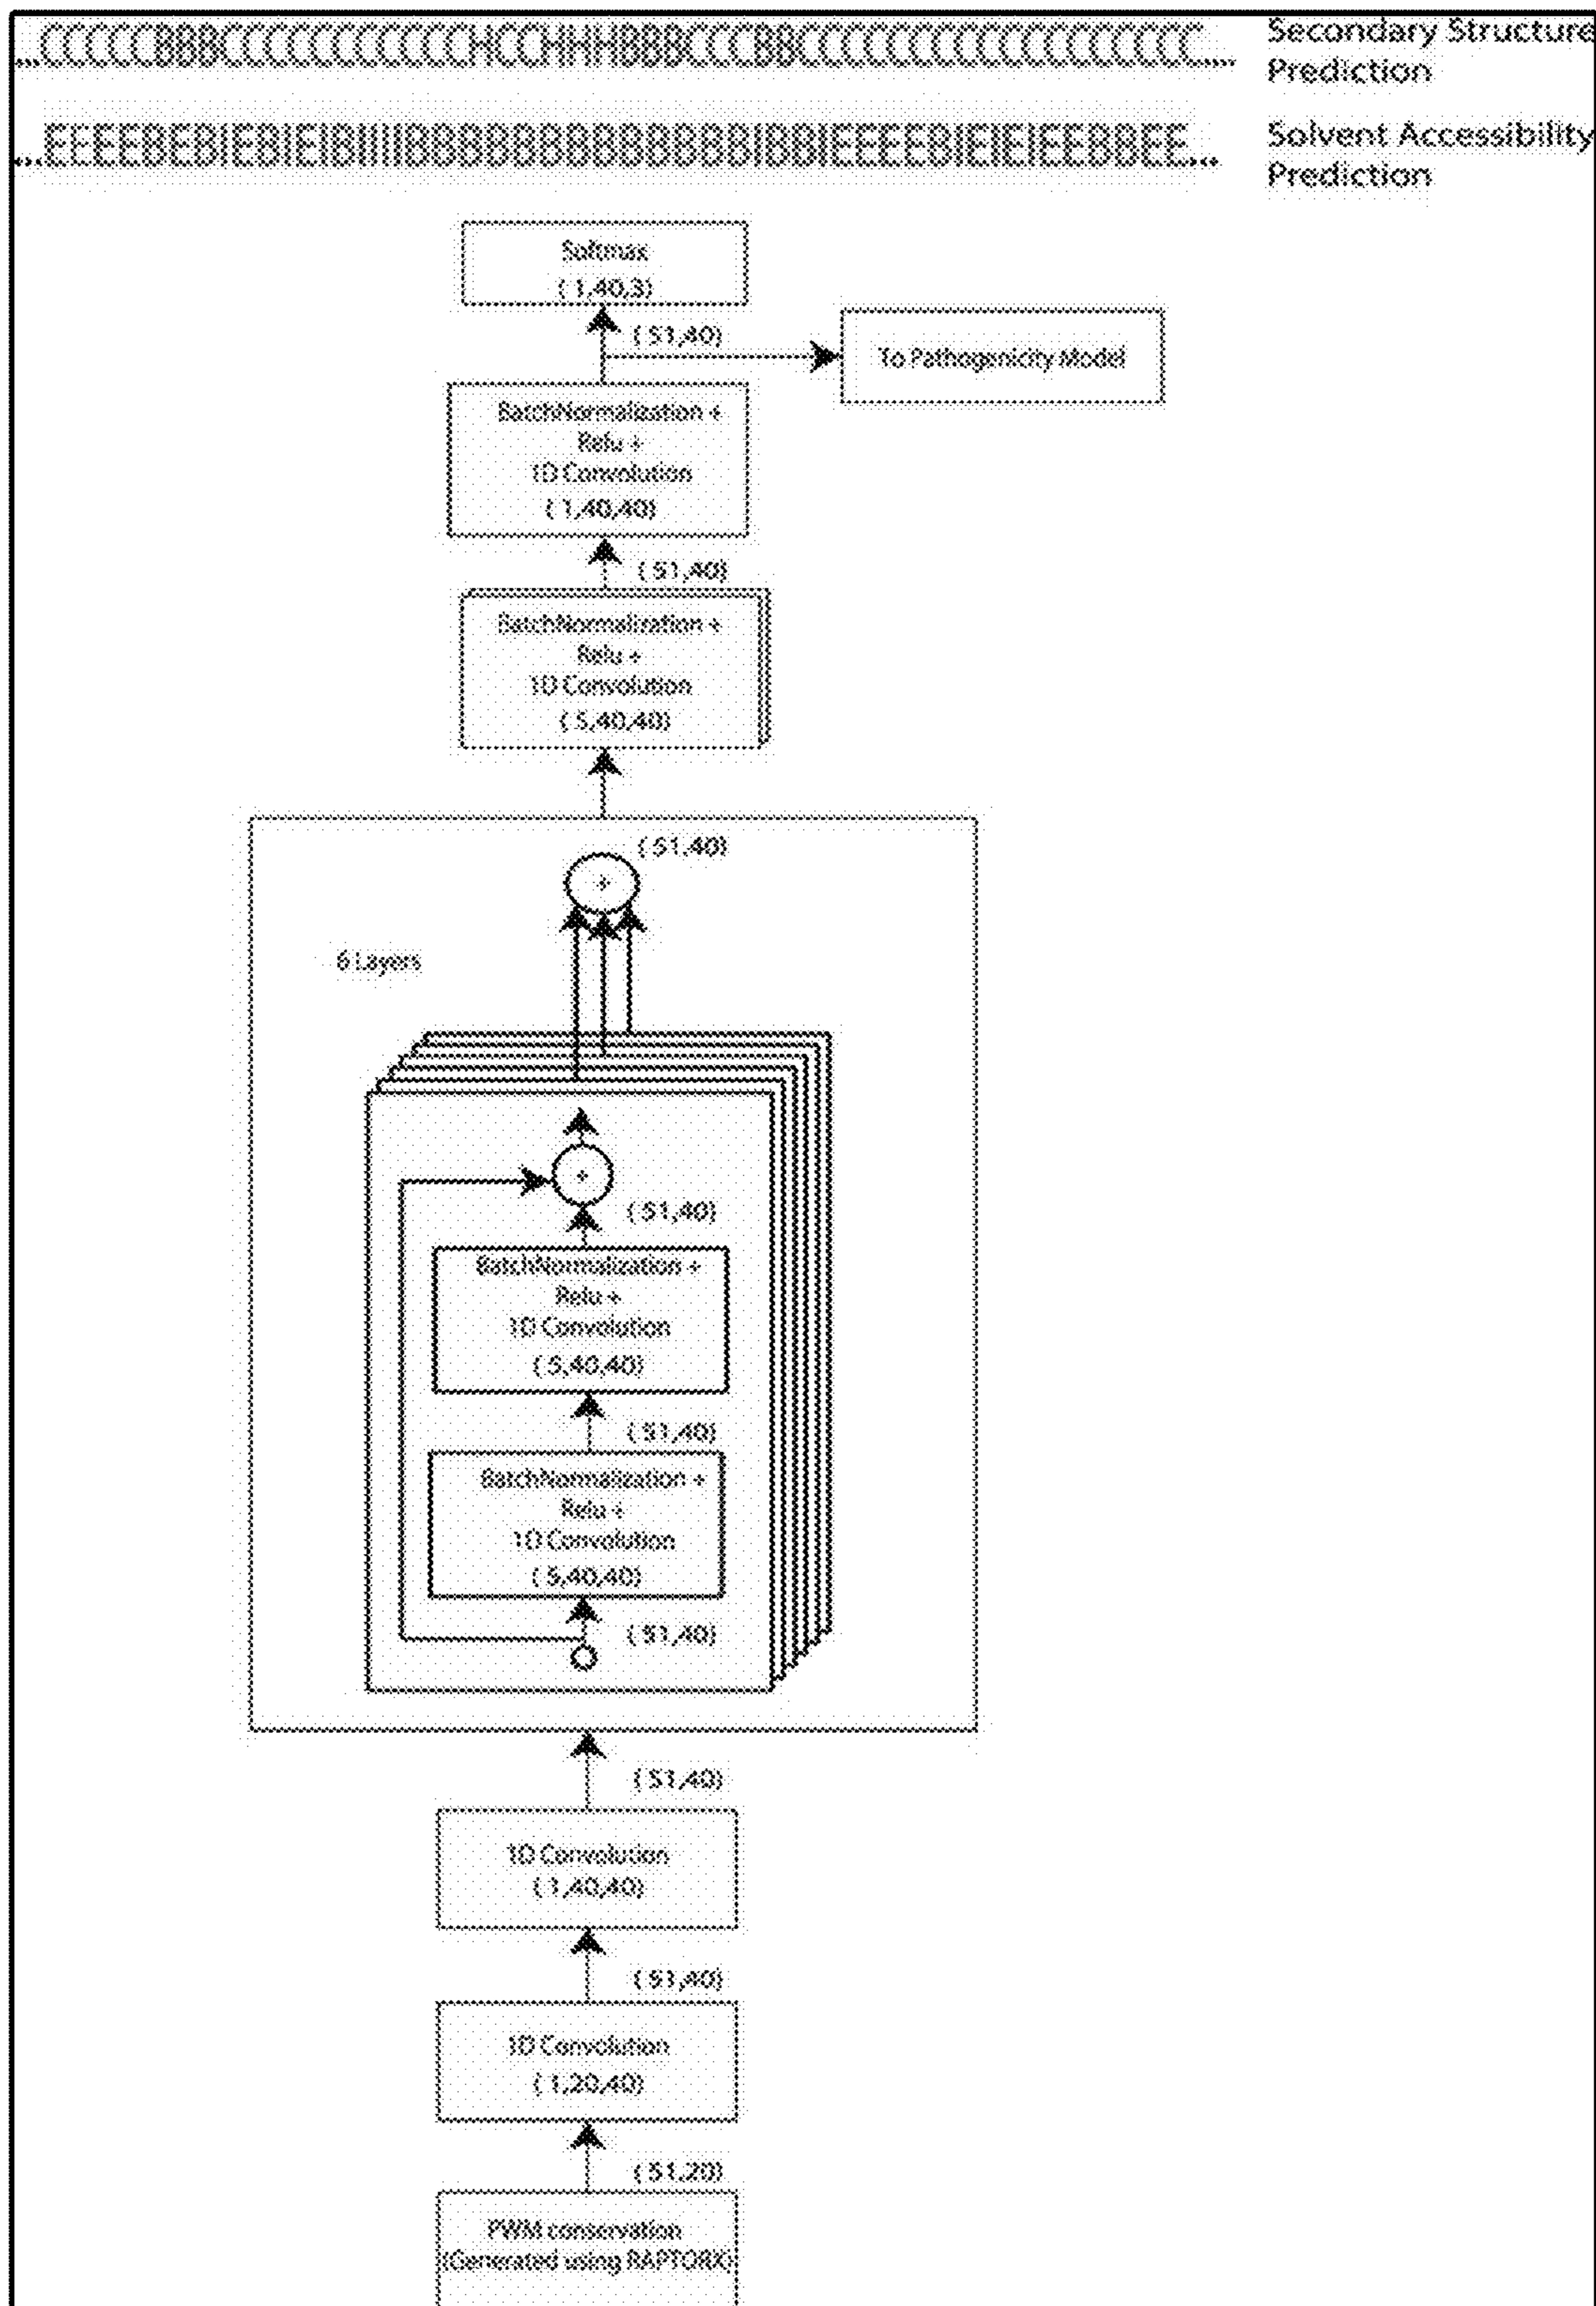 ...CCCCCBBBCCCCCCCCCCCHCCHHHBBBCCCBBCCCCCCCCCCCCCCCCC....
Secondary Structure
Prediction
...EEEEBEBIEBIEIBIIIIBBBBBBBBBBBBBBIBBIEEEEBIEIEIEEBBEE...
Solvent Accessibility
Prediction
Softmax
(1,40,3)
(51,40)
To Pathogenicity Model
BatchNormalization +
Relu +
1D Convolution
(1,40,40)
(51,40)
BatchNormalization +
Relu +
1D Convolution
(5,40,40)
(51,40)
+
6 Layers
+
(51,40)
BatchNormalization +
Relu +
1D Convolution
(5,40,40)
(51,40)
BatchNormalization +
Relu +
1D Convolution
(5,40,40)
(51,40)
(51,40)
1D Convolution
(1,40,40)
(51,40)
1D Convolution
(1,20,40)
(51,20)
PWM conservation
(Generated using RAPTORX)